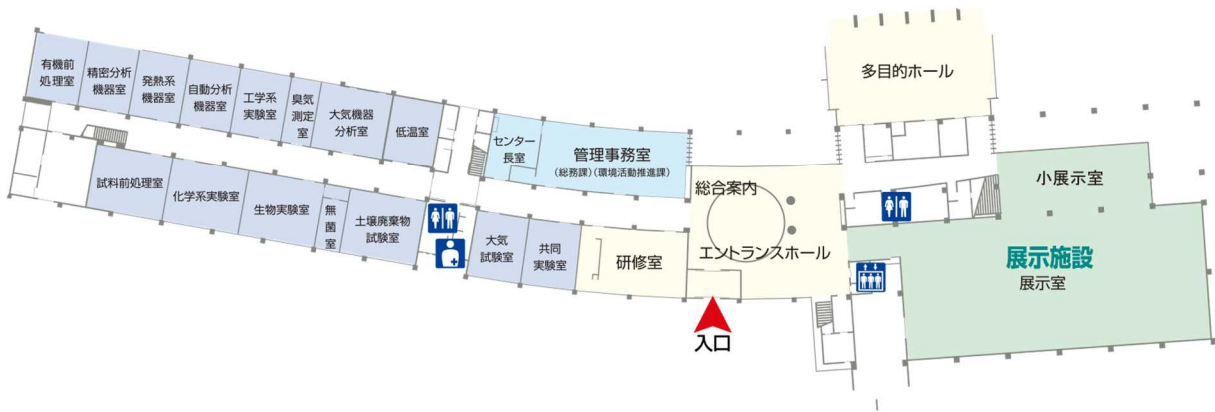 有機前
処理室
精密分析
機器室
発熱系
機器室
自動分析
機器室
工学系
実験室
臭気
測定
室
大気機器
分析室
低温室
センター
長室
管理事務室
(総務課)(環境活動推進課)
多目的ホール
試料前処理室
化学系実験室
生物実験室
無
菌
室
土壌廃棄物
試験室
大気
試験室
共同
実験室
研修室
総合案内
エントランスホール
入口
小展示室
展示施設
展示室